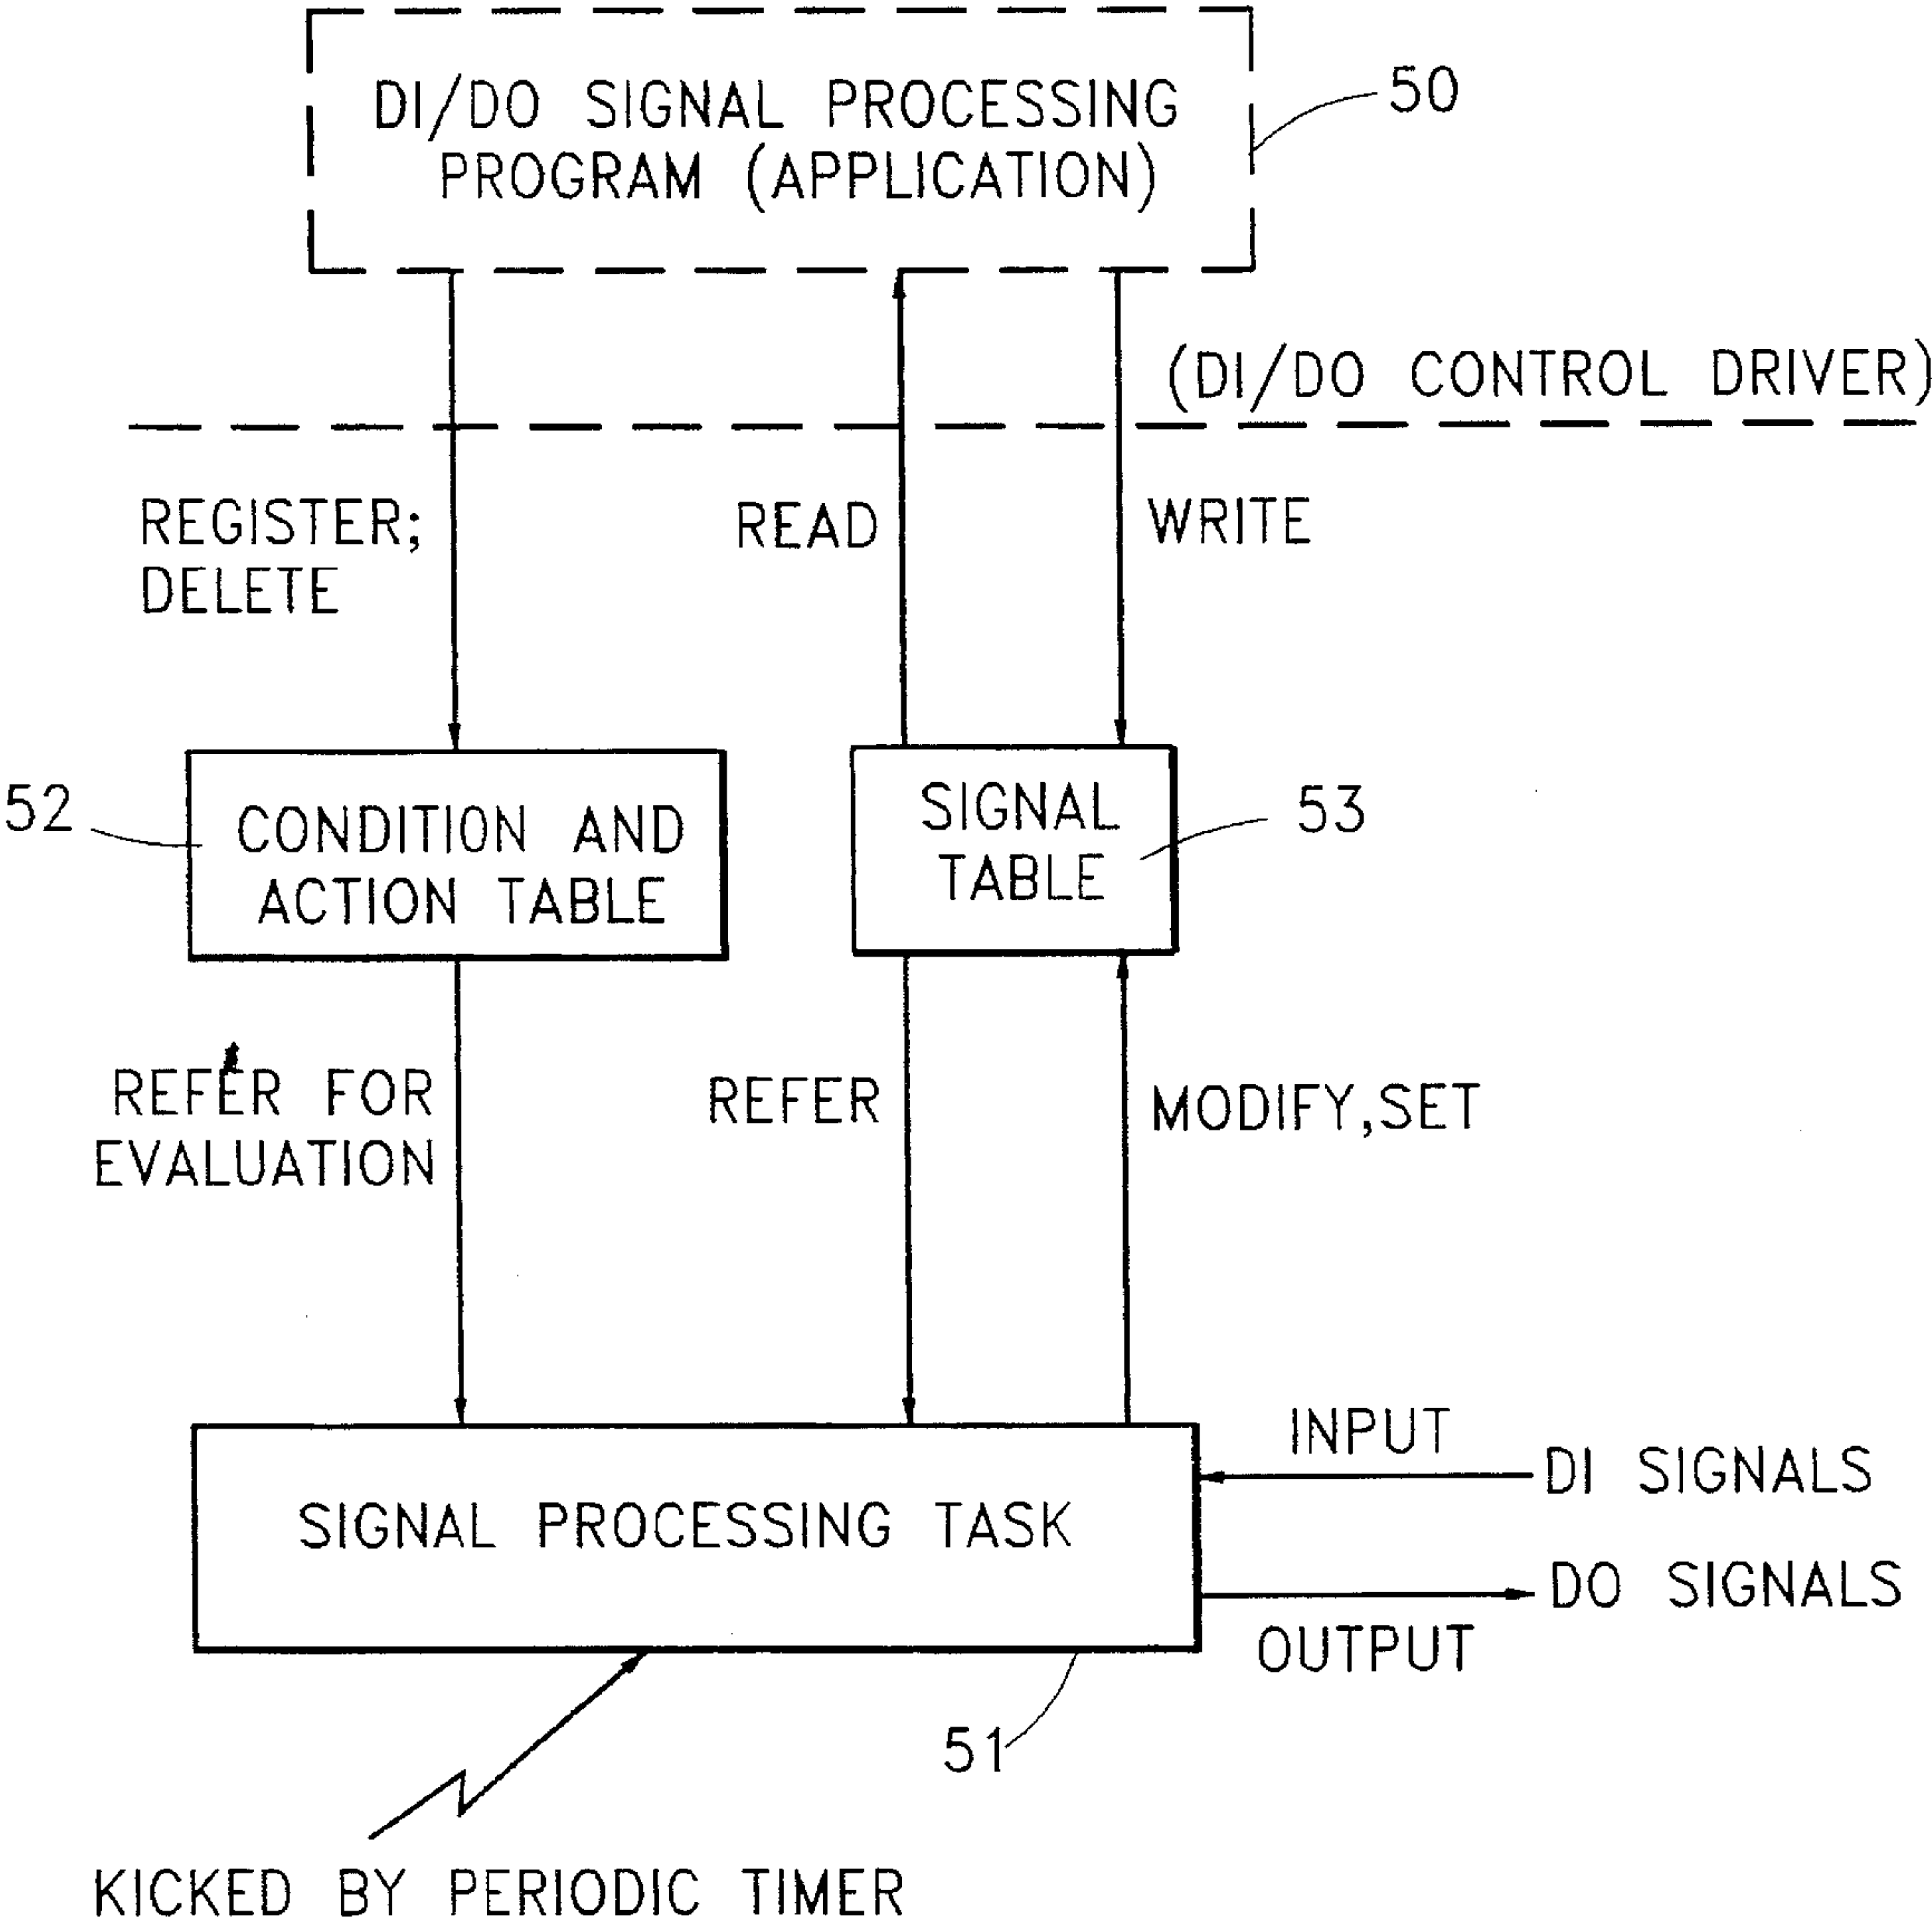 DI/DO SIGNAL PROCESSING
PROGRAM (APPLICATION)
50
(DI/DO CONTROL DRIVER)
REGISTER;
DELETE
READ
WRITE
52
CONDITION AND
ACTION TABLE
SIGNAL
TABLE
53
REFER FOR
EVALUATION
REFER
MODIFY,SET
INPUT
DI SIGNALS
SIGNAL PROCESSING TASK
DO SIGNALS
OUTPUT
51
KICKED BY PERIODIC TIMER